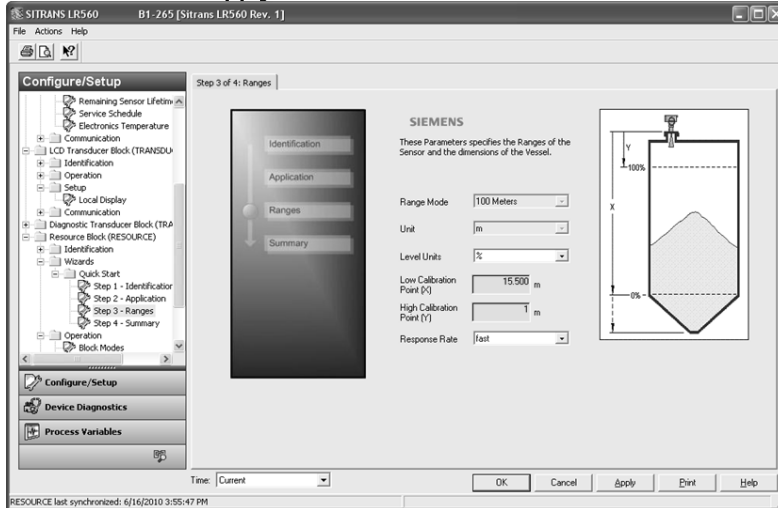 SITRANS LR560 B1-265 [Sitrans LR560 Rev. 1]
File Actions Help
Configure/Setup
Remaining Sensor Lifetim
Service Schedule
Electronics Temperature
Communication
LCD Transducer Block (TRANSDU
Identification
Operation
Setup
Local Display
Communication
Diagnostic Transducer Block (TRA
Resource Block (RESOURCE)
Identification
Wizards
Quick Start
Step 1 - Identification
Step 2 - Application
Step 3 - Ranges
Step 4 - Summary
Operation
Block Modes
Configure/Setup
Device Diagnostics
Process Variables
Step 3 of 4: Ranges
Identification
Application
Ranges
Summary
SIEMENS
These Parameters specifies the Ranges of the
Sensor and the dimensions of the Vessel.
Range Mode 100 Meters
Unit m
Level Units %
Low Calibration
Point (X) 15.500 m
High Calibration
Point (Y) 1 m
Response Rate fast
Y
100%
X
0%
Time: Current
OK Cancel Apply Print Help
RESOURCE last synchronized: 6/16/2010 3:55:47 PM